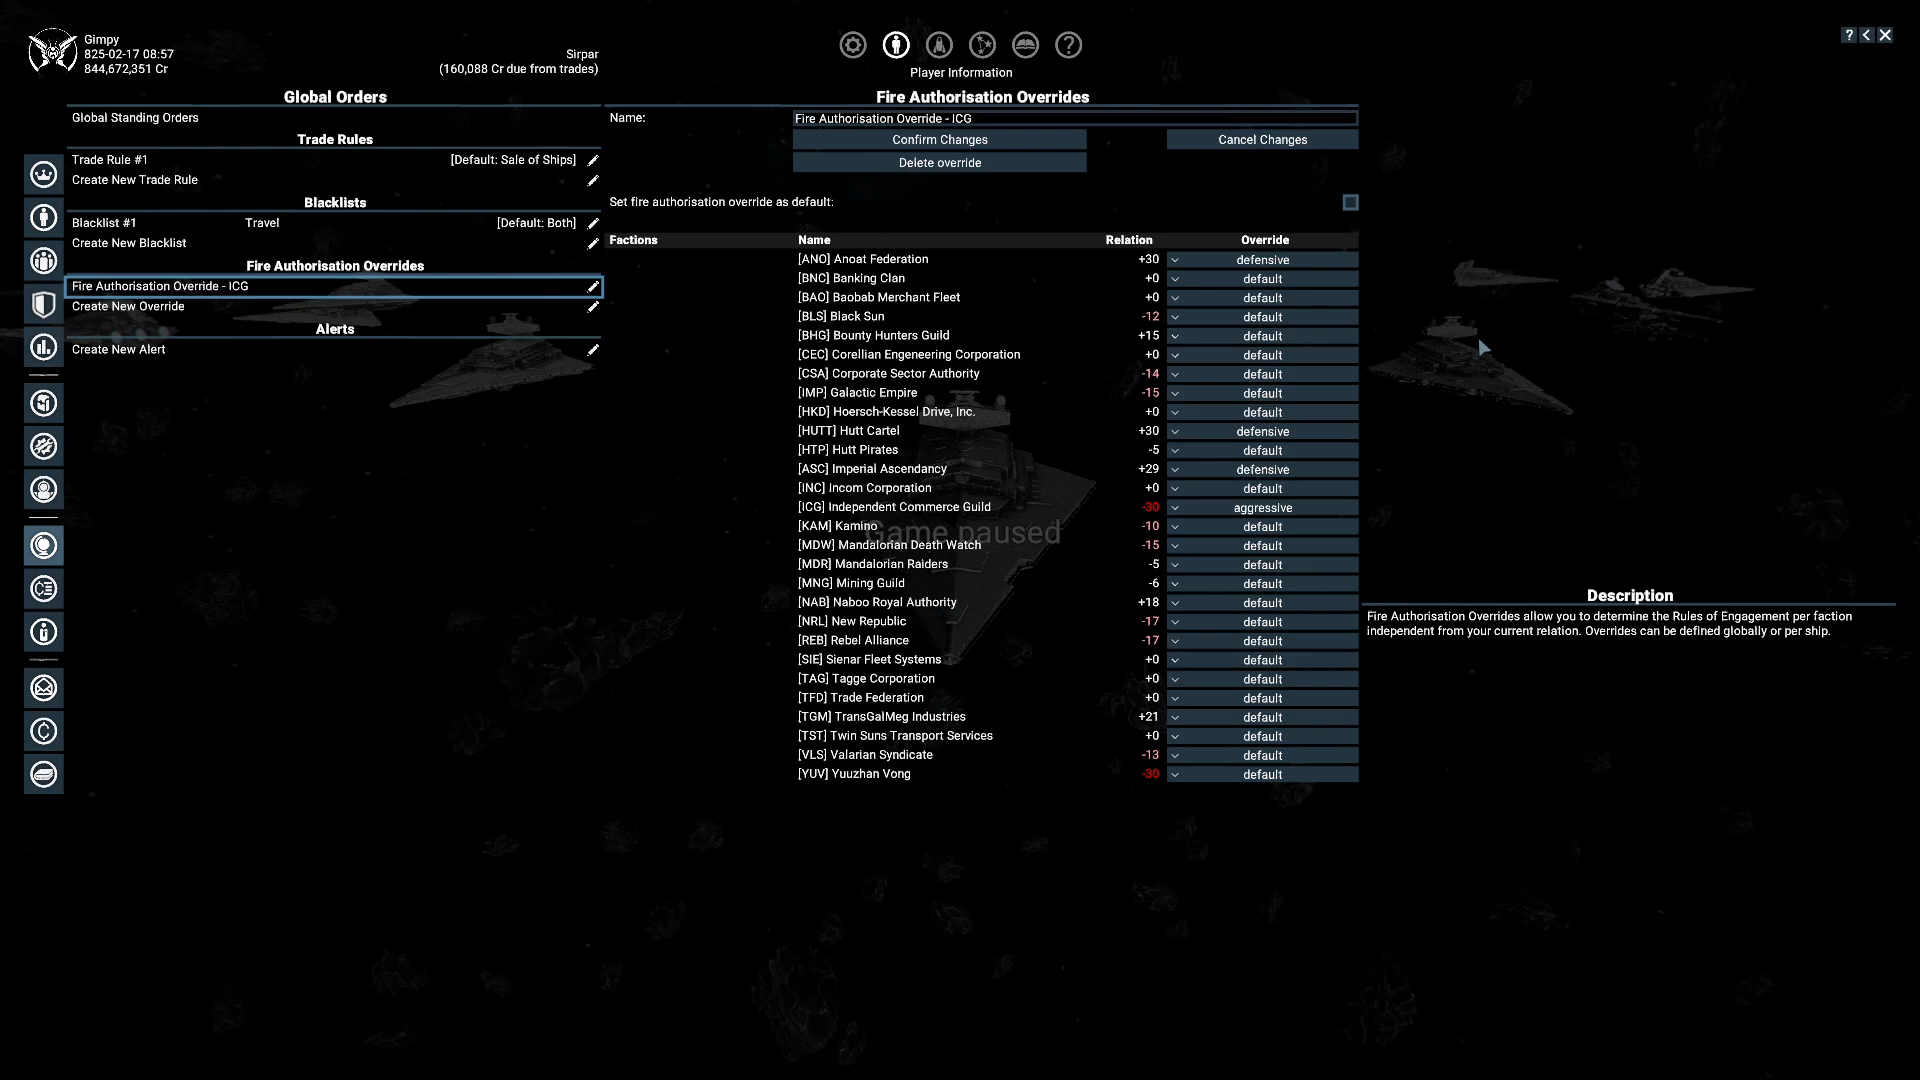 Gimpy
825-02-17 08:57
844,672,351 Cr
Sirpar
(160,088 Cr due from trades)
?
Player Information
? < X
Global Orders
Global Standing Orders
Trade Rules
Trade Rule #1 [Default: Sale of Ships]
Create New Trade Rule
Blacklists
Blacklist #1 Travel [Default: Both]
Create New Blacklist
Fire Authorisation Overrides
Fire Authorisation Override - ICG
Create New Override
Alerts
Create New Alert
Fire Authorisation Overrides
Name: Fire Authorisation Override - ICG
Confirm Changes Cancel Changes
Delete override
Set fire authorisation override as default:
Factions Name Relation Override
[ANO] Anoat Federation +30 defensive
[BNC] Banking Clan +0 default
[BAO] Baobab Merchant Fleet +0 default
[BLS] Black Sun -12 default
[BHG] Bounty Hunters Guild +15 default
[CEC] Corellian Engeneering Corporation +0 default
[CSA] Corporate Sector Authority -14 default
[IMP] Galactic Empire -15 default
[HKD] Hoersch-Kessel Drive, Inc. +0 default
[HUTT] Hutt Cartel +30 defensive
[HTP] Hutt Pirates -5 default
[ASC] Imperial Ascendancy +29 defensive
[INC] Incom Corporation +0 default
[ICG] Independent Commerce Guild -30 aggressive
[KAM] Kamino -10 default
Game paused
[MDW] Mandalorian Death Watch -15 default
[MDR] Mandalorian Raiders -5 default
[MNG] Mining Guild -6 default
[NAB] Naboo Royal Authority +18 default
[NRL] New Republic -17 default
[REB] Rebel Alliance -17 default
[SIE] Sienar Fleet Systems +0 default
[TAG] Tagge Corporation +0 default
[TFD] Trade Federation +0 default
[TGM] TransGalMeg Industries +21 default
[TST] Twin Suns Transport Services +0 default
[VLS] Valarian Syndicate -13 default
[YUV] Yuuzhan Vong -30 default
Description
Fire Authorisation Overrides allow you to determine the Rules of Engagement per faction
independent from your current relation. Overrides can be defined globally or per ship.